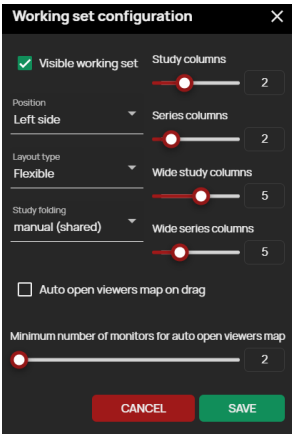 Working set configuration
Visible working set
Study columns
2
Position
Left side
Series columns
2
Layout type
Flexible
Wide study columns
5
Study folding
manual (shared)
Wide series columns
5
Auto open viewers map on drag
Minimum number of monitors for auto open viewers map
2
CANCEL
SAVE